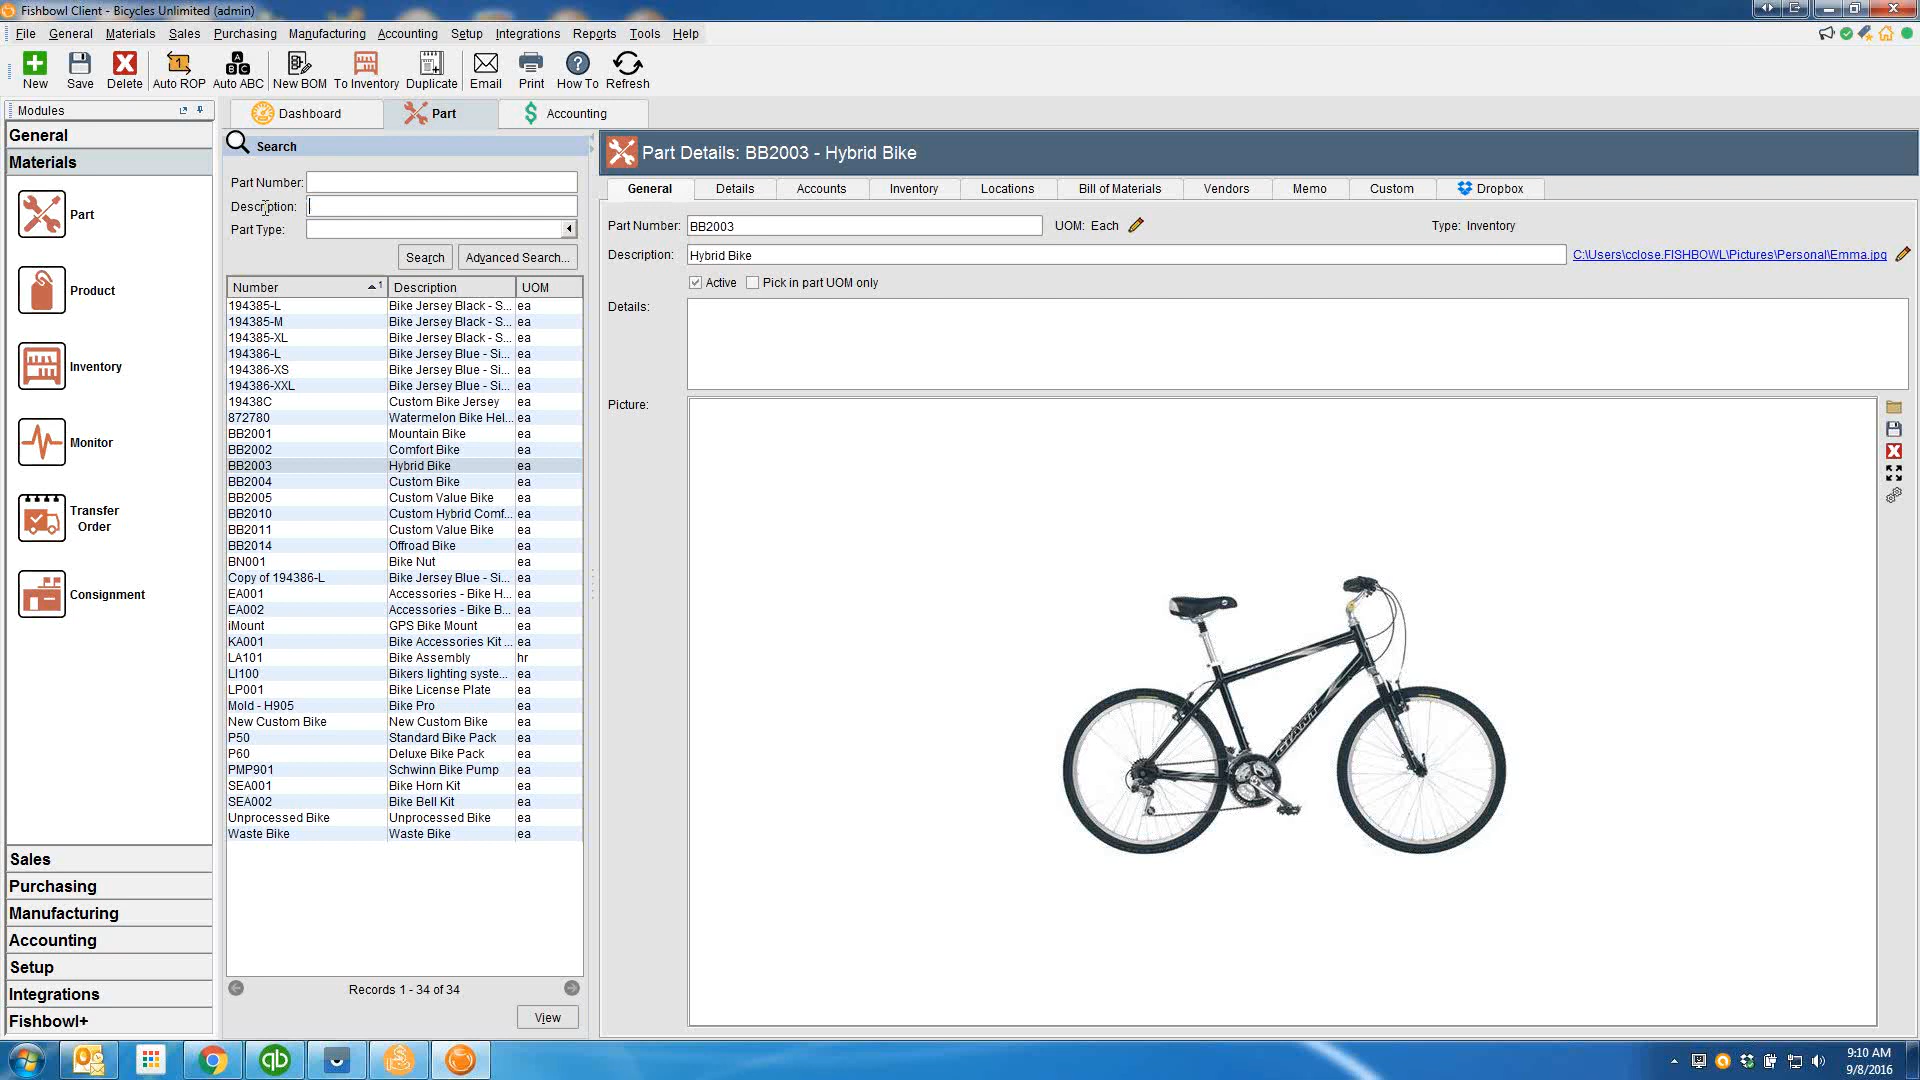 Fishbowl Client - Bicycles Unlimited (admin)
File General Materials Sales Purchasing Manufacturing Accounting Setup Integrations Reports Tools Help
New Save Delete Auto ROP Auto ABC New BOM To Inventory Duplicate Email Print How To Refresh
Modules
General
Materials
Part
Product
Inventory
Monitor
Transfer
Order
Consignment
Sales
Purchasing
Manufacturing
Accounting
Setup
Integrations
Fishbowl+
Dashboard Part Accounting
Search
Part Number:
Description:
Part Type:
Search Advanced Search...
Number 1 Description UOM
194385-L Bike Jersey Black - S... ea
194385-M Bike Jersey Black - S... ea
194385-XL Bike Jersey Black - S... ea
194386-L Bike Jersey Blue - Si... ea
194386-XS Bike Jersey Blue - Si... ea
194386-XXL Bike Jersey Blue - Si... ea
19438C Custom Bike Jersey ea
872780 Watermelon Bike Hel... ea
BB2001 Mountain Bike ea
BB2002 Comfort Bike ea
BB2003 Hybrid Bike ea
BB2004 Custom Bike ea
BB2005 Custom Value Bike ea
BB2010 Custom Hybrid Comf... ea
BB2011 Custom Value Bike ea
BB2014 Offroad Bike ea
BN001 Bike Nut ea
Copy of 194386-L Bike Jersey Blue - Si... ea
EA001 Accessories - Bike H... ea
EA002 Accessories - Bike B... ea
iMount GPS Bike Mount ea
KA001 Bike Accessories Kit ... ea
LA101 Bike Assembly hr
LI100 Bikers lighting syste... ea
LP001 Bike License Plate ea
Mold - H905 Bike Pro ea
New Custom Bike New Custom Bike ea
P50 Standard Bike Pack ea
P60 Deluxe Bike Pack ea
PMP901 Schwinn Bike Pump ea
SEA001 Bike Horn Kit ea
SEA002 Bike Bell Kit ea
Unprocessed Bike Unprocessed Bike ea
Waste Bike Waste Bike ea
Records 1 - 34 of 34
View
Part Details: BB2003 - Hybrid Bike
General Details Accounts Inventory Locations Bill of Materials Vendors Memo Custom Dropbox
Part Number: BB2003 UOM: Each Type: Inventory
Description: Hybrid Bike C:\Users\cclose.FISHBOWL\Pictures\Personal\Emma.jpg
Active Pick in part UOM only
Details:
Picture:
GIANT
9:10 AM
9/8/2016